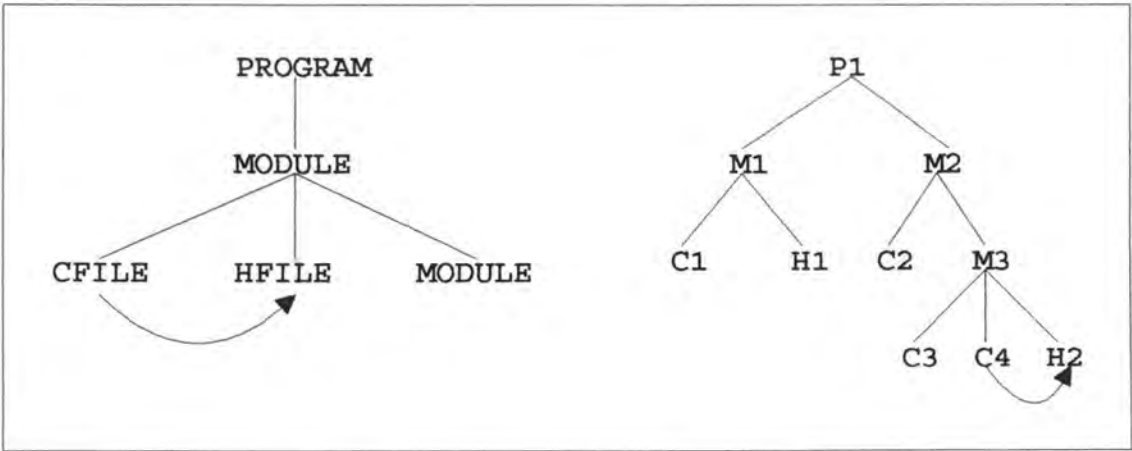 PROGRAM
MODULE
CFILE HFILE MODULE
P1
M1 M2
C1 H1 C2 M3
C3 C4 H2